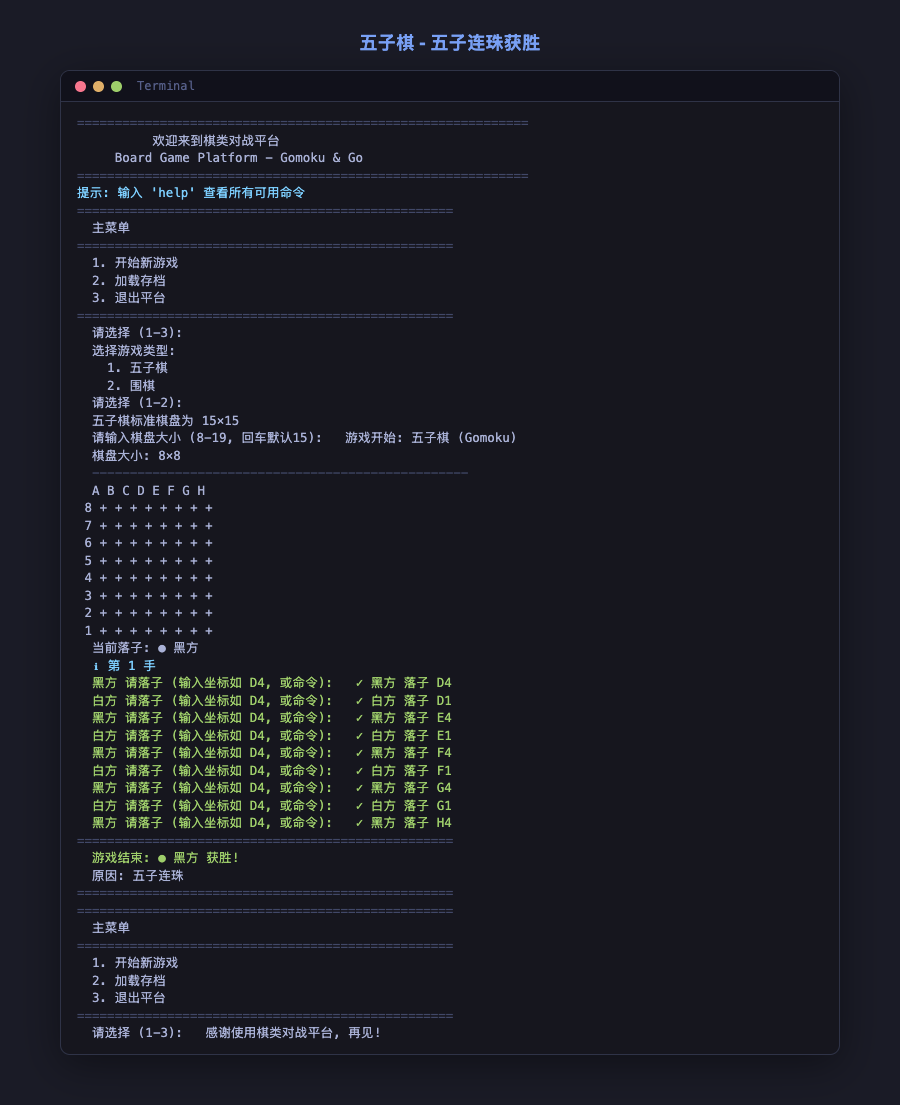 五子棋 - 五子连珠获胜
Terminal
============================================================
欢迎来到棋类对战平台
Board Game Platform - Gomoku & Go
============================================================
提示: 输入 'help' 查看所有可用命令
==================================================
主菜单
==================================================
1. 开始新游戏
2. 加载存档
3. 退出平台
==================================================
请选择 (1-3):
选择游戏类型:
1. 五子棋
2. 围棋
请选择 (1-2):
五子棋标准棋盘为 15×15
请输入棋盘大小 (8-19, 回车默认15):   游戏开始: 五子棋 (Gomoku)
棋盘大小: 8×8
──────────────────────────────────────────────────
A B C D E F G H
8 + + + + + + + +
7 + + + + + + + +
6 + + + + + + + +
5 + + + + + + + +
4 + + + + + + + +
3 + + + + + + + +
2 + + + + + + + +
1 + + + + + + + +
当前落子: ● 黑方
ℹ 第 1 手
黑方 请落子 (输入坐标如 D4, 或命令):   ✓ 黑方 落子 D4
白方 请落子 (输入坐标如 D4, 或命令):   ✓ 白方 落子 D1
黑方 请落子 (输入坐标如 D4, 或命令):   ✓ 黑方 落子 E4
白方 请落子 (输入坐标如 D4, 或命令):   ✓ 白方 落子 E1
黑方 请落子 (输入坐标如 D4, 或命令):   ✓ 黑方 落子 F4
白方 请落子 (输入坐标如 D4, 或命令):   ✓ 白方 落子 F1
黑方 请落子 (输入坐标如 D4, 或命令):   ✓ 黑方 落子 G4
白方 请落子 (输入坐标如 D4, 或命令):   ✓ 白方 落子 G1
黑方 请落子 (输入坐标如 D4, 或命令):   ✓ 黑方 落子 H4
==================================================
游戏结束: ● 黑方 获胜!
原因: 五子连珠
==================================================
==================================================
主菜单
==================================================
1. 开始新游戏
2. 加载存档
3. 退出平台
==================================================
请选择 (1-3):   感谢使用棋类对战平台, 再见!